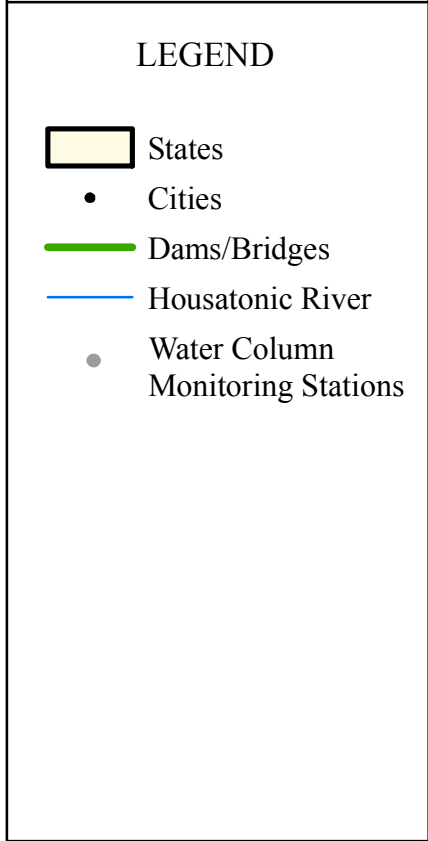 LEGEND
States
Cities
Dams/Bridges
Housatonic River
Water Column
Monitoring Stations